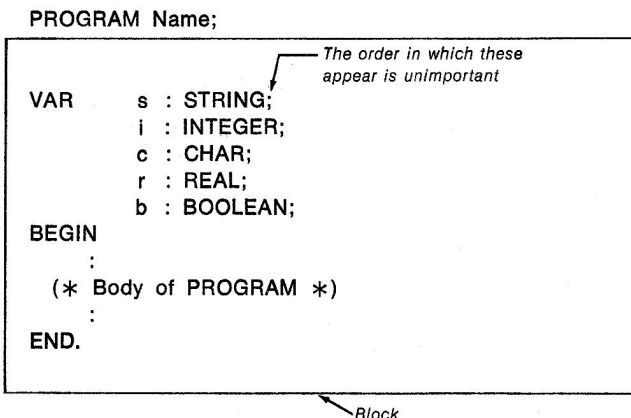 PROGRAM Name;
The order in which these
appear is unimportant
VAR s : STRING;
i : INTEGER;
c : CHAR;
r : REAL;
b : BOOLEAN;
BEGIN
:
(* Body of PROGRAM *)
:
END.
Block